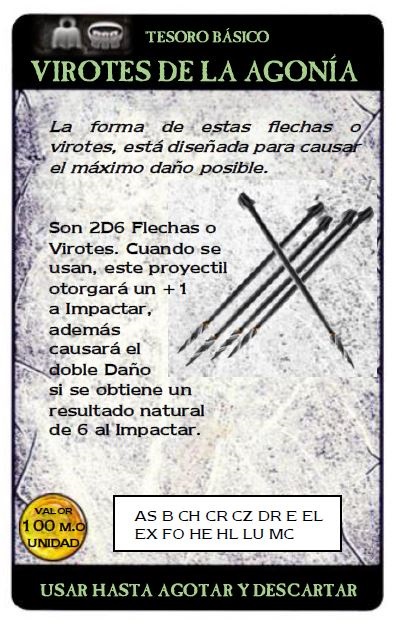 TESORO BÁSICO
VIROTES DE LA AGONÍA
La forma de estas flechas o
virotes, está diseñada para causar
el máximo daño posible.
Son 2D6 Flechas o
Virotes. Cuando se
usan, este proyectil
otorgará un +1
a Impactar,
además
causará el
doble Daño
si se obtiene un
resultado natural
de 6 al Impactar.
VALOR
100 M.O
UNIDAD
AS B CH CR CZ DR E EL
EX FO HE HL LU MC
USAR HASTA AGOTAR Y DESCARTAR